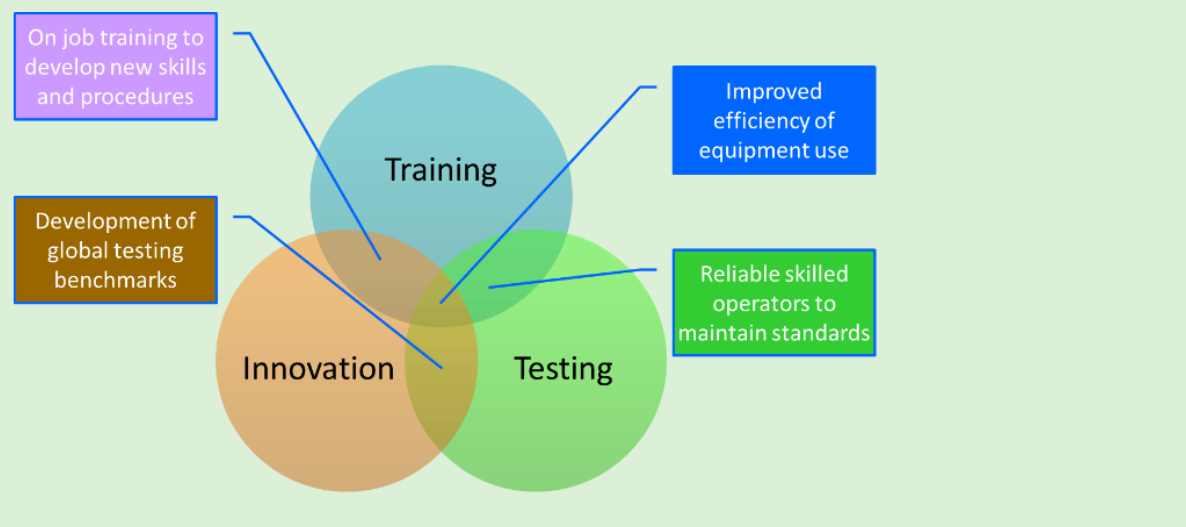 On job training to
develop new skills
and procedures
Improved
efficiency of
equipment use
Training
Development of
global testing
benchmarks
Reliable skilled
operators to
maintain standards
Innovation
Testing